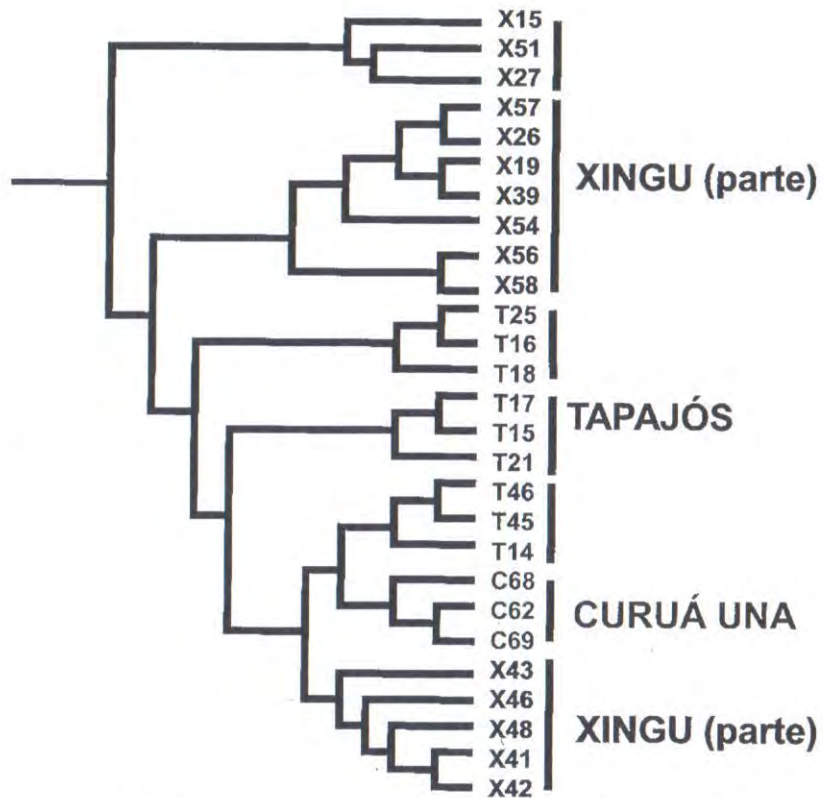 X15
X51
X27
X57
X26
X19
X39
X54
X56
X58
XINGU (parte)
T25
T16
T18
T17
T15
T21
TAPAJÓS
T46
T45
T14
C68
C62
C69
CURUÁ UNA
X43
X46
X48
X41
X42
XINGU (parte)